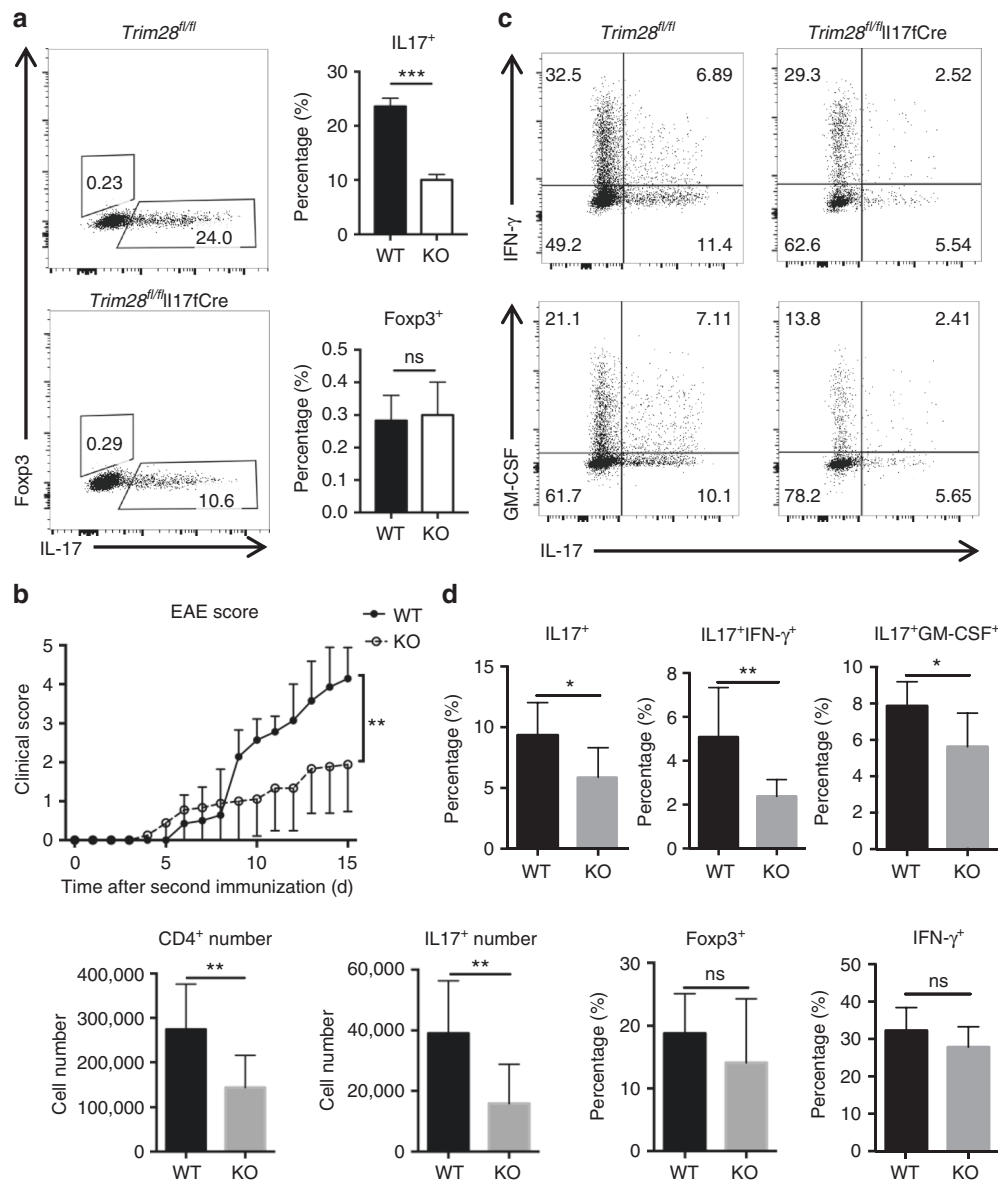 a
Trim28fl/fl
0.23
24.0
Trim28fl/flIl17fCre
0.29
10.6
Foxp3
IL-17
IL17+
Percentage (%)
30
20
10
0
***
WT KO
Foxp3+
Percentage (%)
0.5
0.4
0.3
0.2
0.1
0.0
ns
WT KO
c
Trim28fl/fl
Trim28fl/flIl17fCre
32.5 6.89
49.2 11.4
29.3 2.52
62.6 5.54
IFN-γ
21.1 7.11
61.7 10.1
13.8 2.41
78.2 5.65
GM-CSF
IL-17
b
EAE score
WT
KO
Clinical score
5
4
3
2
1
0
**
0 5 10 15
Time after second immunization (d)
d
IL17+
Percentage (%)
15
10
5
0
*
WT KO
IL17+IFN-γ+
Percentage (%)
8
6
4
2
0
**
WT KO
IL17+GM-CSF+
Percentage (%)
10
8
6
4
2
0
*
WT KO
CD4+ number
Cell number
400,000
300,000
200,000
100,000
0
**
WT KO
IL17+ number
Cell number
60,000
40,000
20,000
0
**
WT KO
Foxp3+
Percentage (%)
30
20
10
0
ns
WT KO
IFN-γ+
Percentage (%)
50
40
30
20
10
0
ns
WT KO